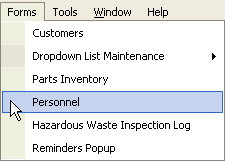 Forms Tools Window Help
Customers
Dropdown List Maintenance
Parts Inventory
Personnel
Hazardous Waste Inspection Log
Reminders Popup